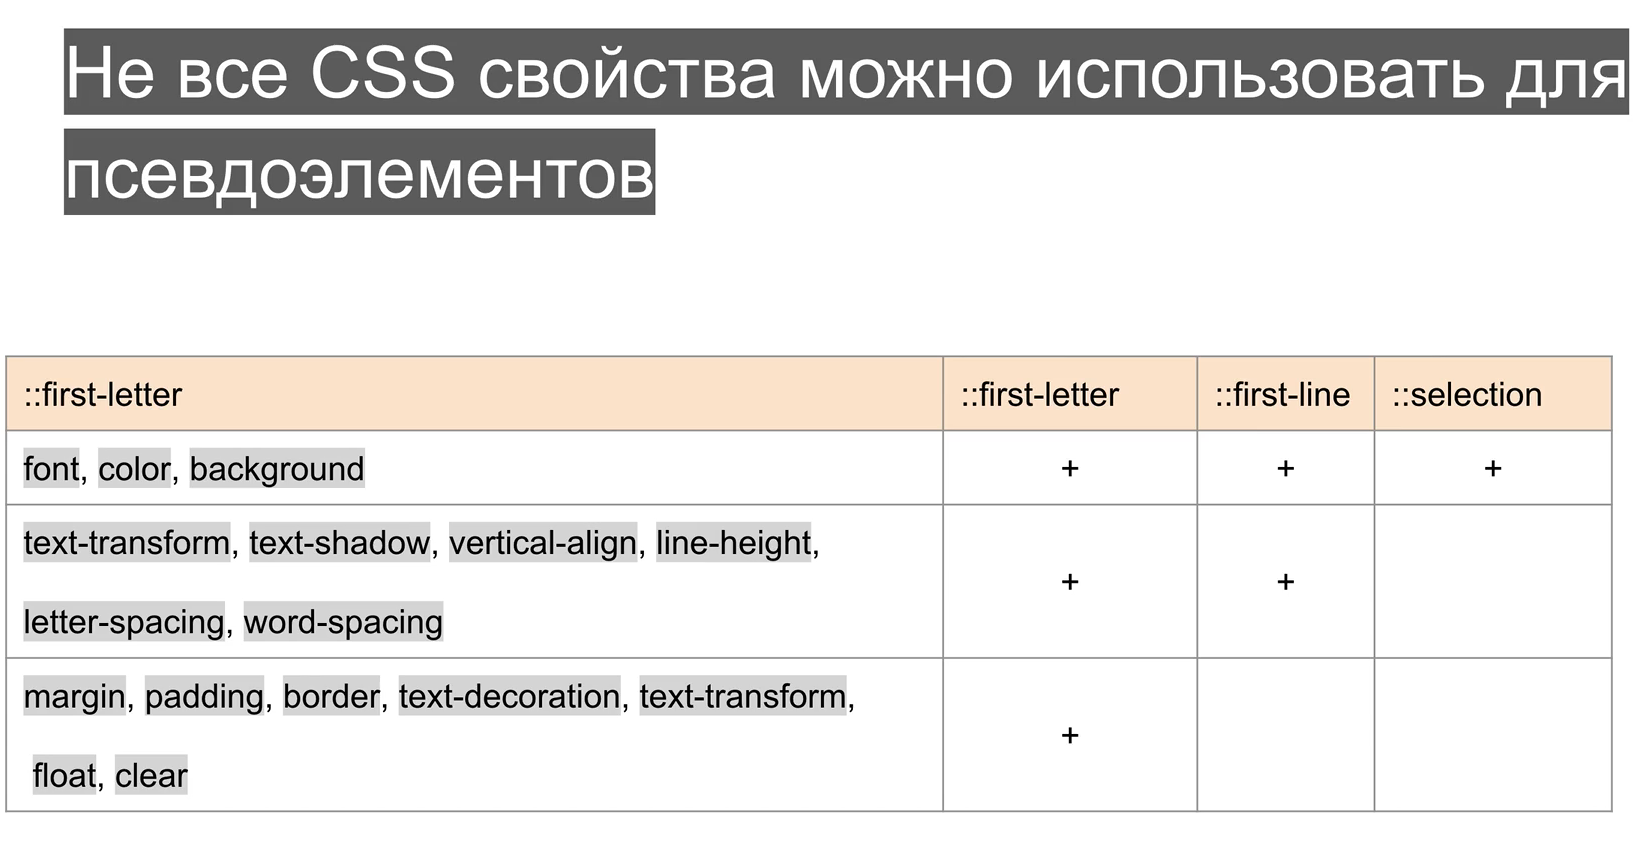 Не все CSS свойства можно использовать для
псевдоэлементов
::first-letter ::first-letter ::first-line ::selection
font, color, background + + +
text-transform, text-shadow, vertical-align, line-height,
letter-spacing, word-spacing + +
margin, padding, border, text-decoration, text-transform,
float, clear +